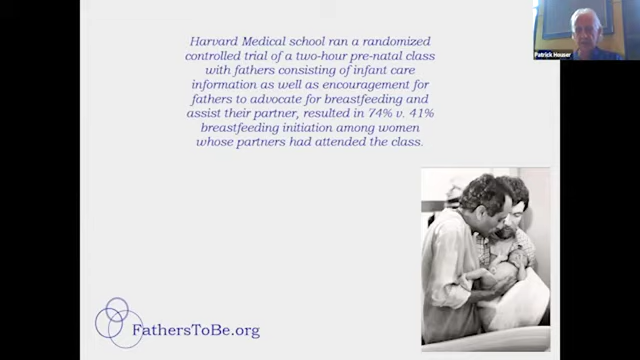 Harvard Medical school ran a randomized
controlled trial of a two-hour pre-natal class
with fathers consisting of infant care
information as well as encouragement for
fathers to advocate for breastfeeding and
assist their partner, resulted in 74% v. 41%
breastfeeding initiation among women
whose partners had attended the class.
Patrick Houser
FathersToBe.org